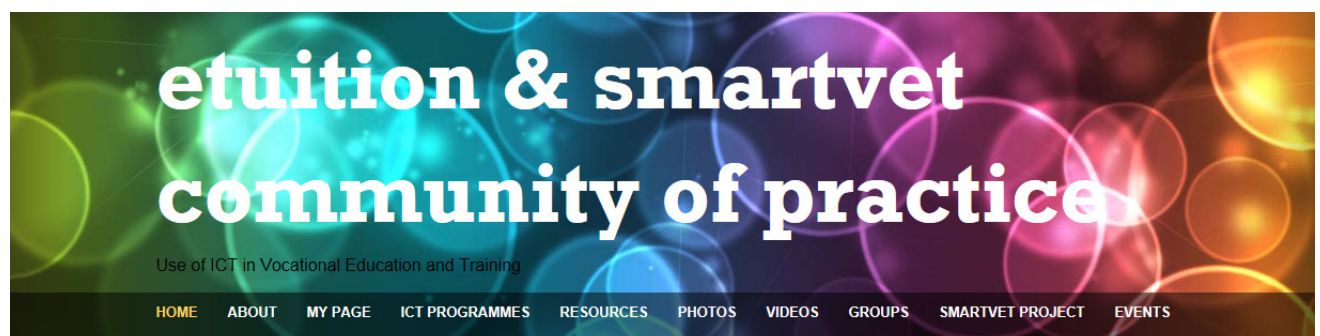 etuition & smartvet
community of practice
Use of ICT in Vocational Education and Training
HOME ABOUT MY PAGE ICT PROGRAMMES RESOURCES PHOTOS VIDEOS GROUPS SMARTVET PROJECT EVENTS